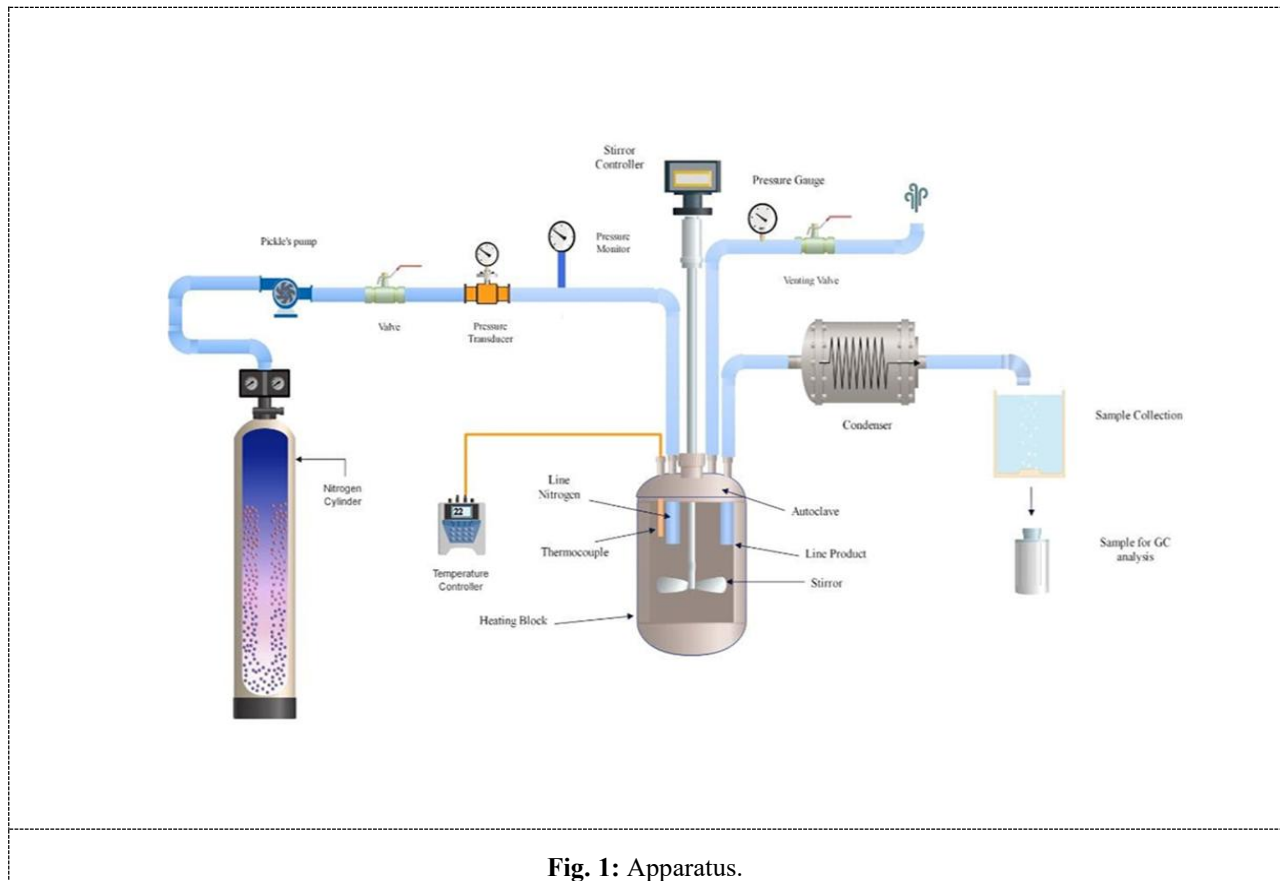 Stirror
Controller
Pressure Gauge
Pickle's pump
Pressure
Monitor
Venting Valve
Valve
Pressure
Transducer
Condenser
Sample Collection
Nitrogen
Cylinder
Line
Nitrogen
Autoclave
22
Thermocouple
Line Product
Sample for GC
analysis
Temperature
Controller
Stirror
Heating Block
Fig. 1: Apparatus.